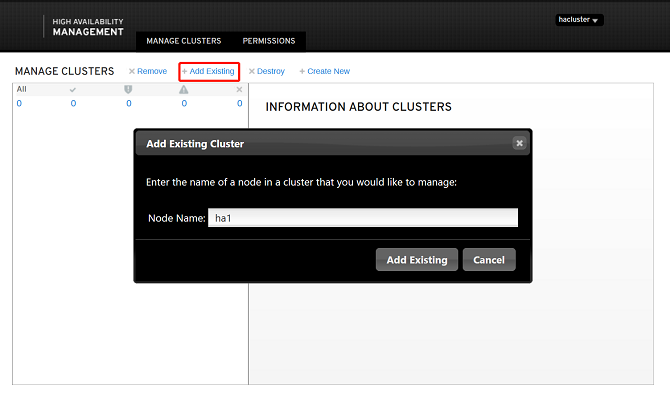 HIGH AVAILABILITY
MANAGEMENT
hacluster
MANAGE CLUSTERS PERMISSIONS
MANAGE CLUSTERS Remove Add Existing Destroy Create New
All
0 0 0 0 0
INFORMATION ABOUT CLUSTERS
Add Existing Cluster
Enter the name of a node in a cluster that you would like to manage:
Node Name: ha1
Add Existing Cancel